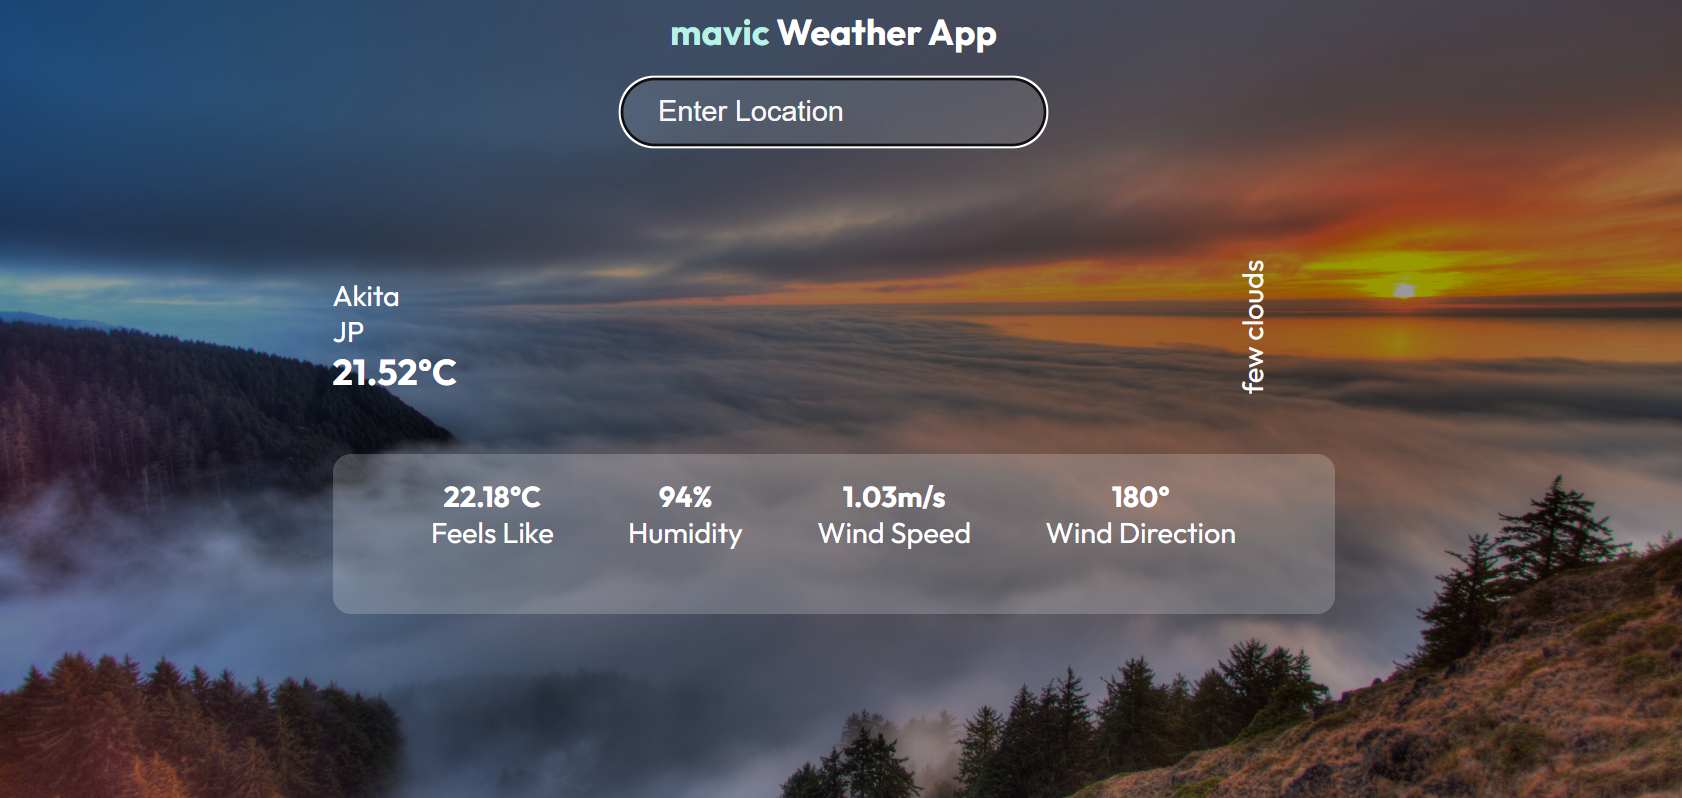 mavic Weather App
Enter Location
Akita
JP
21.52°C
few clouds
22.18°C
Feels Like
94%
Humidity
1.03m/s
Wind Speed
180°
Wind Direction